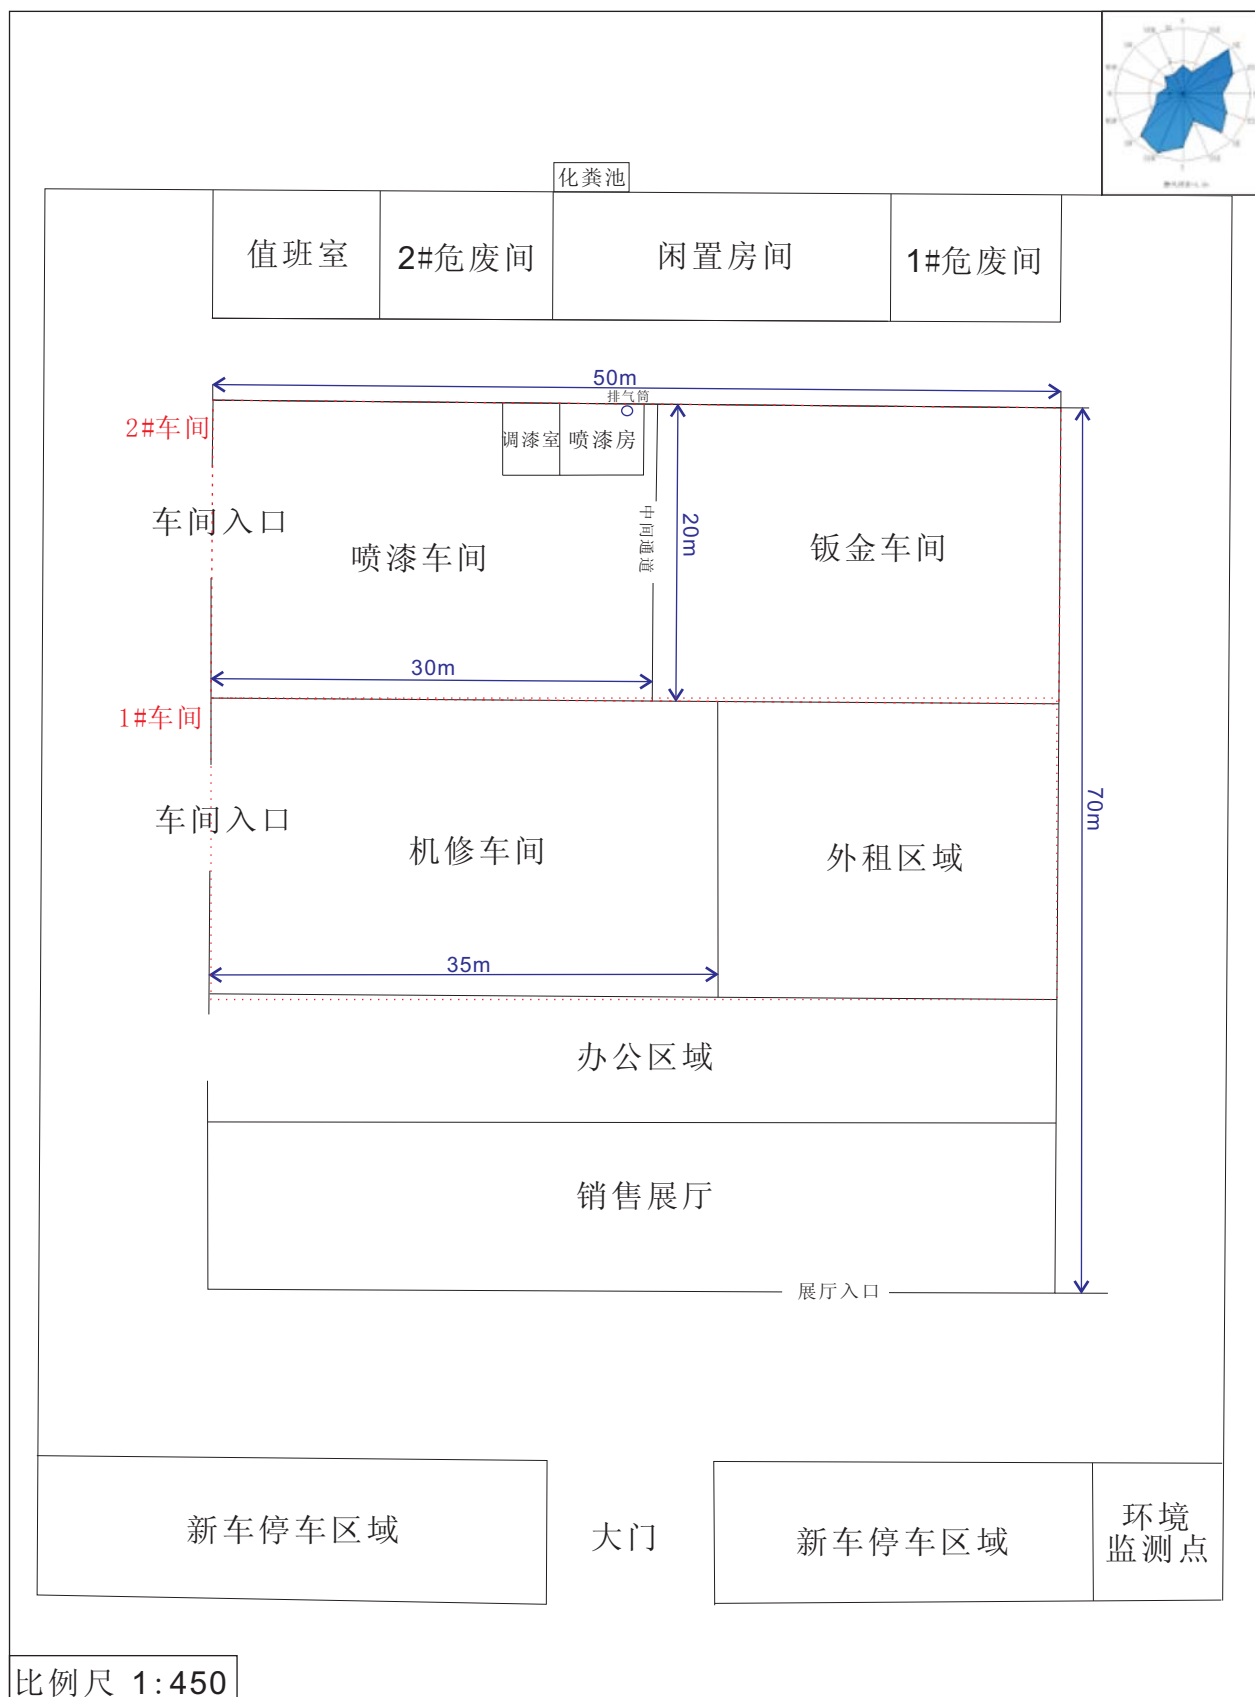 化粪池
值班室
2#危废间
闲置房间
1#危废间
50m
排气筒
2#车间
调漆室
喷漆房
车间入口
中间通道
20m
喷漆车间
钣金车间
30m
1#车间
70m
车间入口
机修车间
外租区域
35m
办公区域
销售展厅
展厅入口
新车停车区域
大门
新车停车区域
环境
监测点
比例尺 1:450